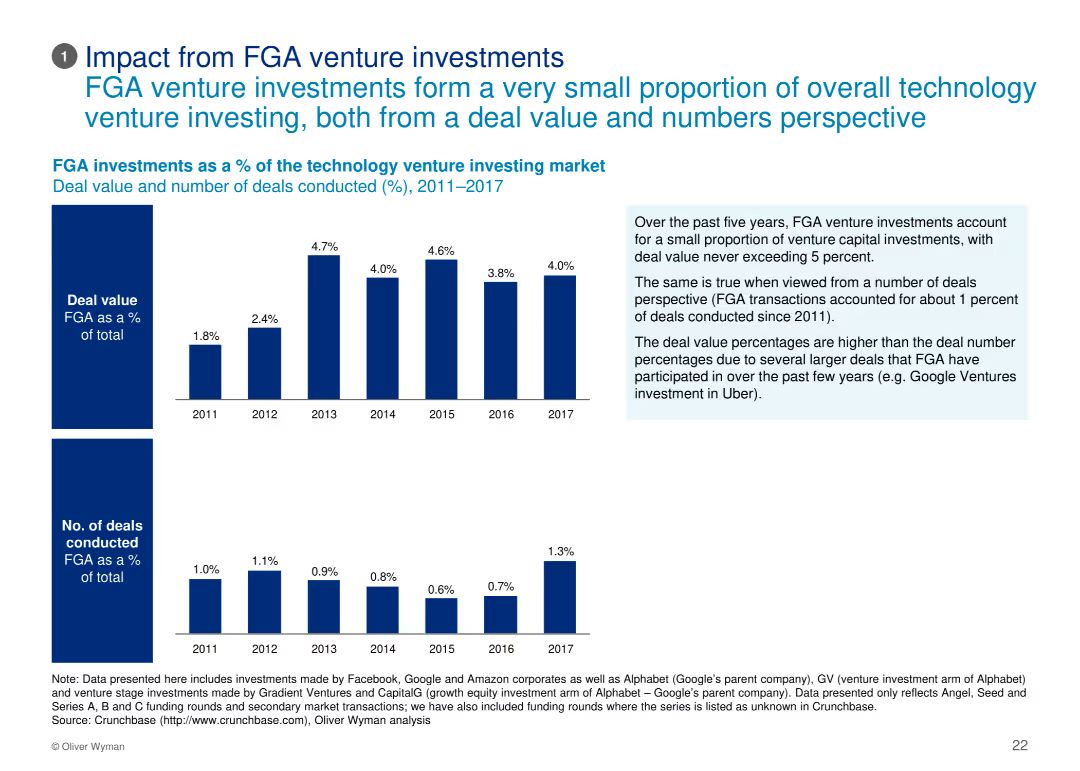 1 Impact from FGA venture investments
FGA venture investments form a very small proportion of overall technology
venture investing, both from a deal value and numbers perspective
FGA investments as a % of the technology venture investing market
Deal value and number of deals conducted (%), 2011–2017
Deal value
FGA as a %
of total
1.8% 2.4% 4.7% 4.0% 4.6% 3.8% 4.0%
2011 2012 2013 2014 2015 2016 2017
Over the past five years, FGA venture investments account
for a small proportion of venture capital investments, with
deal value never exceeding 5 percent.
The same is true when viewed from a number of deals
perspective (FGA transactions accounted for about 1 percent
of deals conducted since 2011).
The deal value percentages are higher than the deal number
percentages due to several larger deals that FGA have
participated in over the past few years (e.g. Google Ventures
investment in Uber).
No. of deals
conducted
FGA as a %
of total
1.0% 1.1% 0.9% 0.8% 0.6% 0.7% 1.3%
2011 2012 2013 2014 2015 2016 2017
Note: Data presented here includes investments made by Facebook, Google and Amazon corporates as well as Alphabet (Google's parent company), GV (venture investment arm of Alphabet)
and venture stage investments made by Gradient Ventures and CapitalG (growth equity investment arm of Alphabet – Google's parent company). Data presented only reflects Angel, Seed and
Series A, B and C funding rounds and secondary market transactions; we have also included funding rounds where the series is listed as unknown in Crunchbase.
Source: Crunchbase (http://www.crunchbase.com), Oliver Wyman analysis
© Oliver Wyman
22